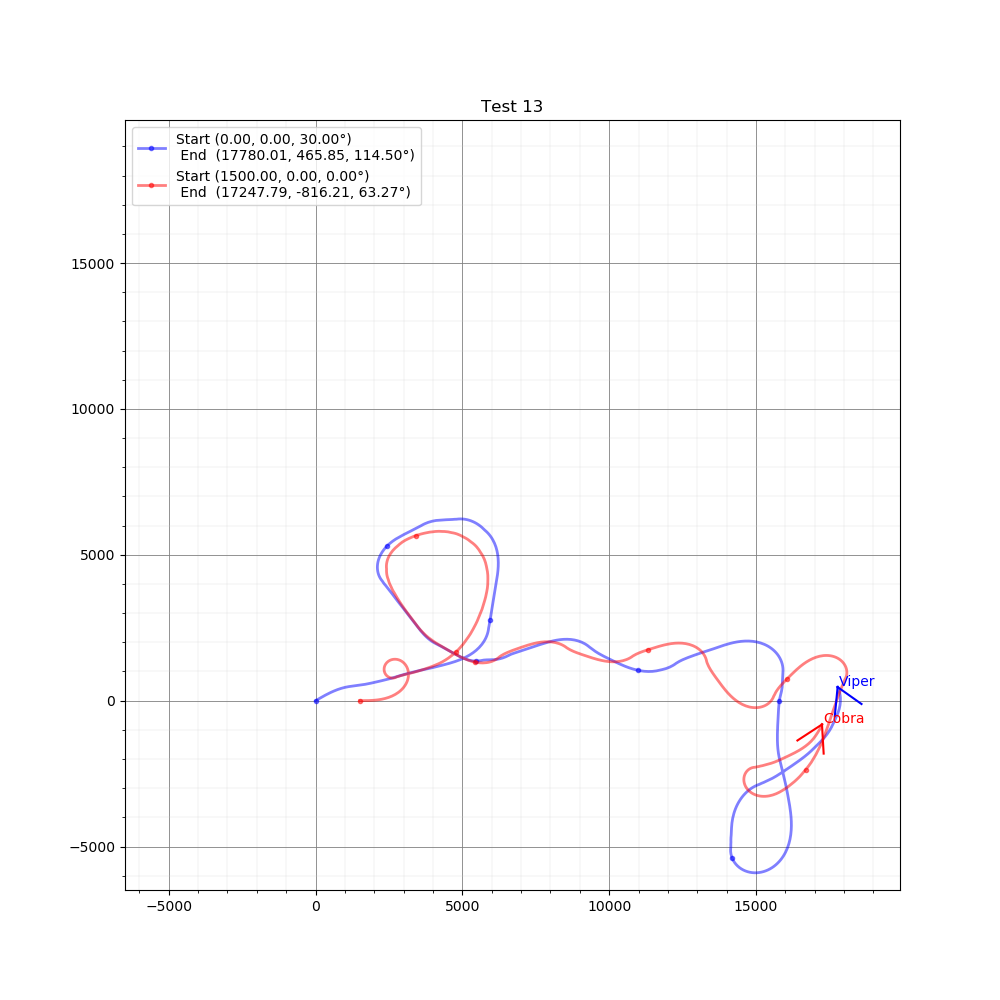 Test 13
Start (0.00, 0.00, 30.00°)
End (17780.01, 465.85, 114.50°)
Start (1500.00, 0.00, 0.00°)
End (17247.79, -816.21, 63.27°)
15000
10000
5000
0
−5000
Viper
Cobra
−5000
0
5000
10000
15000